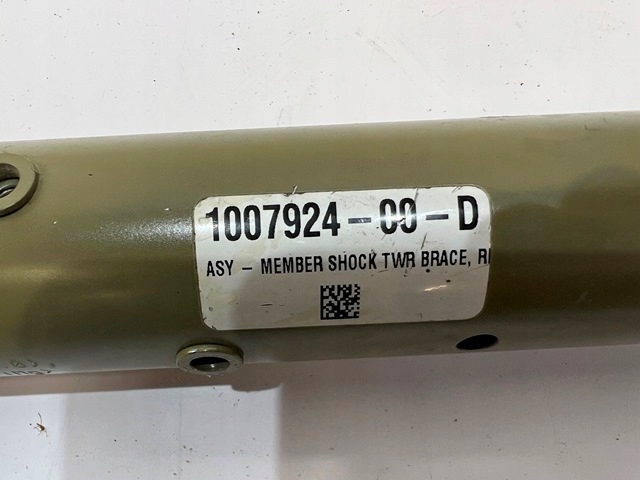 1007924-00-D
ASY - MEMBER SHOCK TWR BRACE,